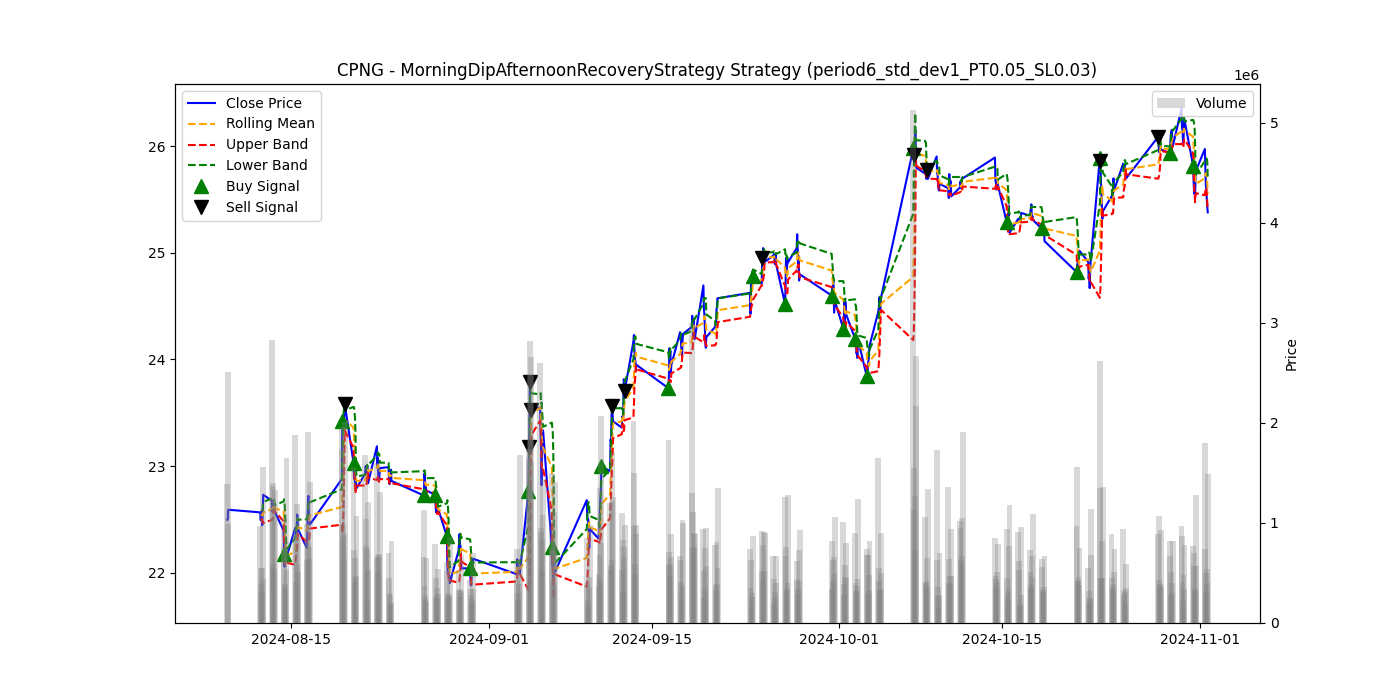 CPNG - MorningDipAfternoonRecoveryStrategy Strategy (period6_std_dev1_PT0.05_SL0.03)
1e6
Close Price
Rolling Mean
Upper Band
Lower Band
Buy Signal
Sell Signal
Volume
26
25
24
23
22
5
4
3
2
1
0
Price
2024-08-15
2024-09-01
2024-09-15
2024-10-01
2024-10-15
2024-11-01